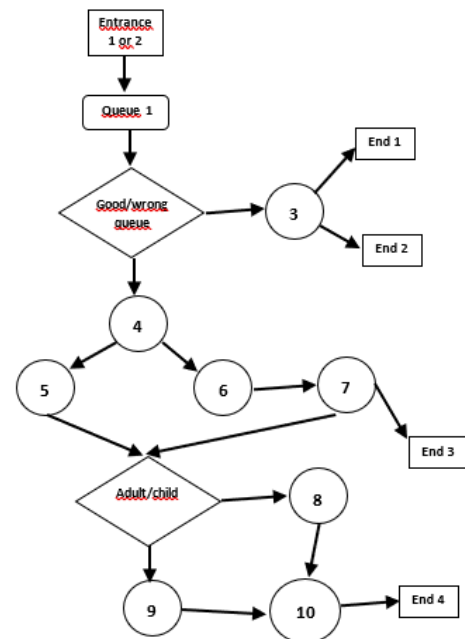 Entrance
1 or 2
Queue 1
Good/wrong
queue
3
End 1
End 2
4
5
6
7
End 3
Adult/child
8
9
10
End 4